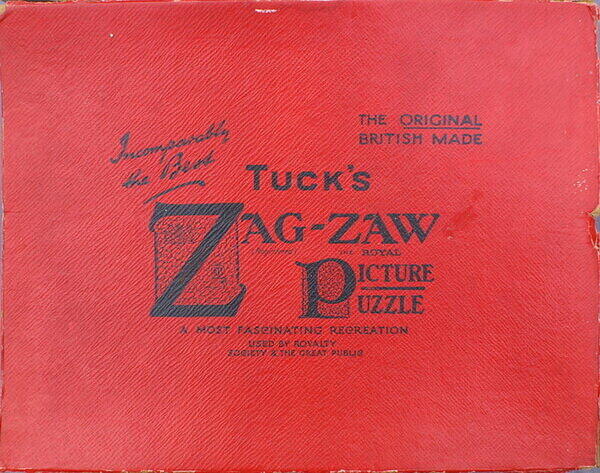 Incomparably
the Best
THE ORIGINAL
BRITISH MADE
TUCK'S
ZAG-ZAW
THE ROYAL
PICTURE
PUZZLE
A MOST FASCINATING RECREATION
USED BY ROYALTY
SOCIETY & THE GREAT PUBLIC